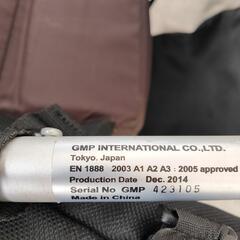 GMP INTERNATIONAL CO.,LTD.
Tokyo. Japan
EN 1888 2003 A1 A2 A3 : 2005 approved
Production Date Dec. 2014
Serial No GMP 423105
Made in China